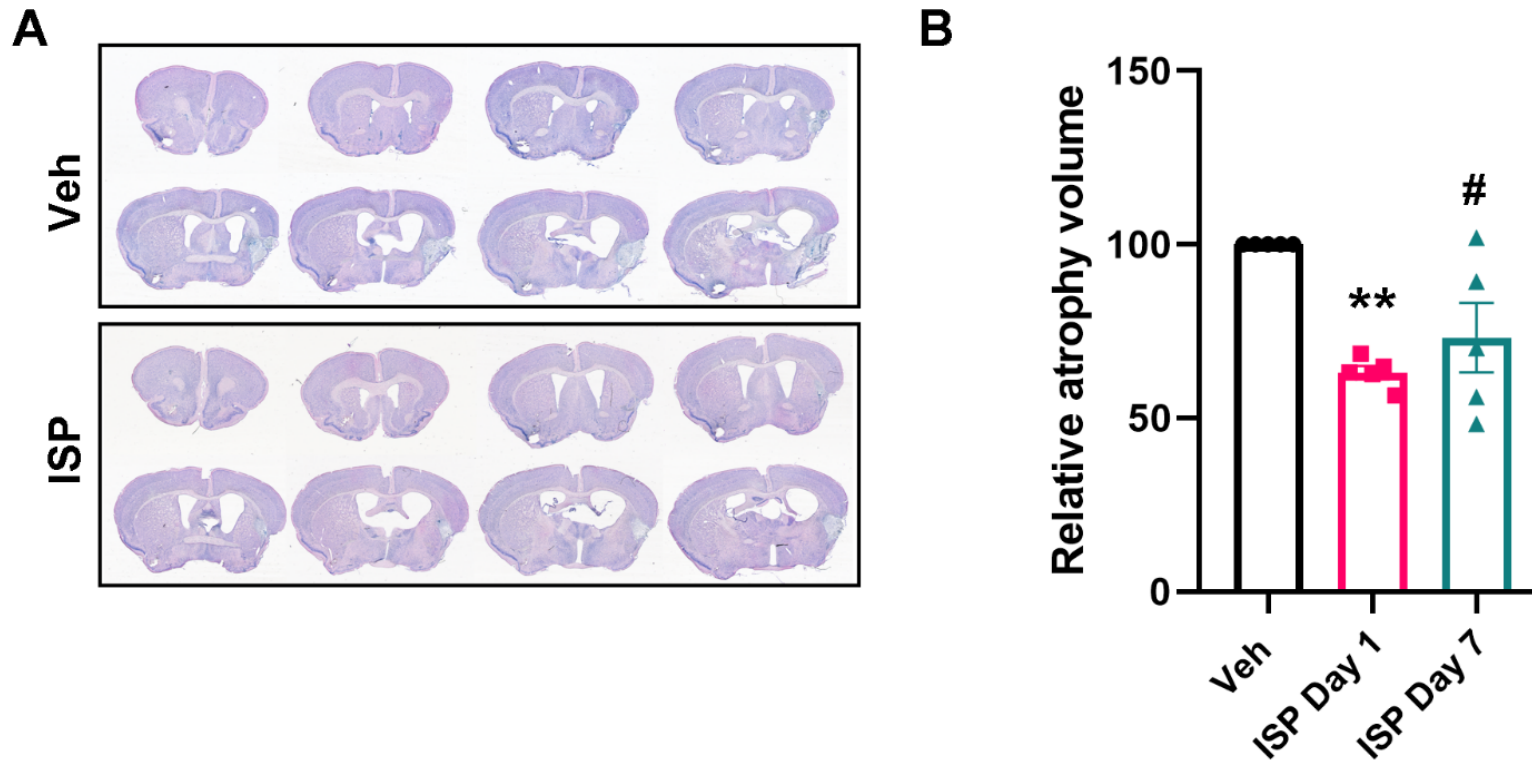 A
B
Veh
ISP
Relative atrophy volume
150
100
50
0
**
#
Veh
ISP Day 1
ISP Day 7